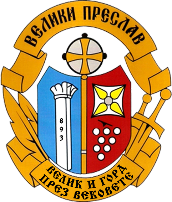 ВЕЛИКИ ПРЕСЛАВ
893
ВЕЛИК И ГОРД
ПРЕЗ ВЕКОВЕТЕ